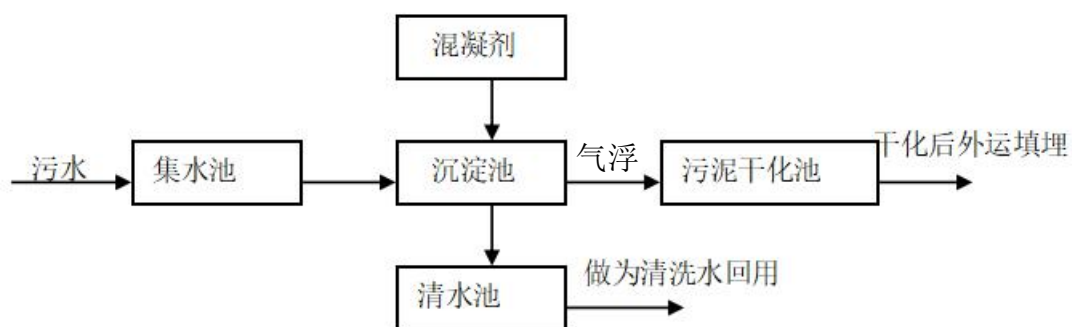 混凝剂
污水
集水池
沉淀池
气浮
污泥干化池
干化后外运填埋
清水池
做为清洗水回用